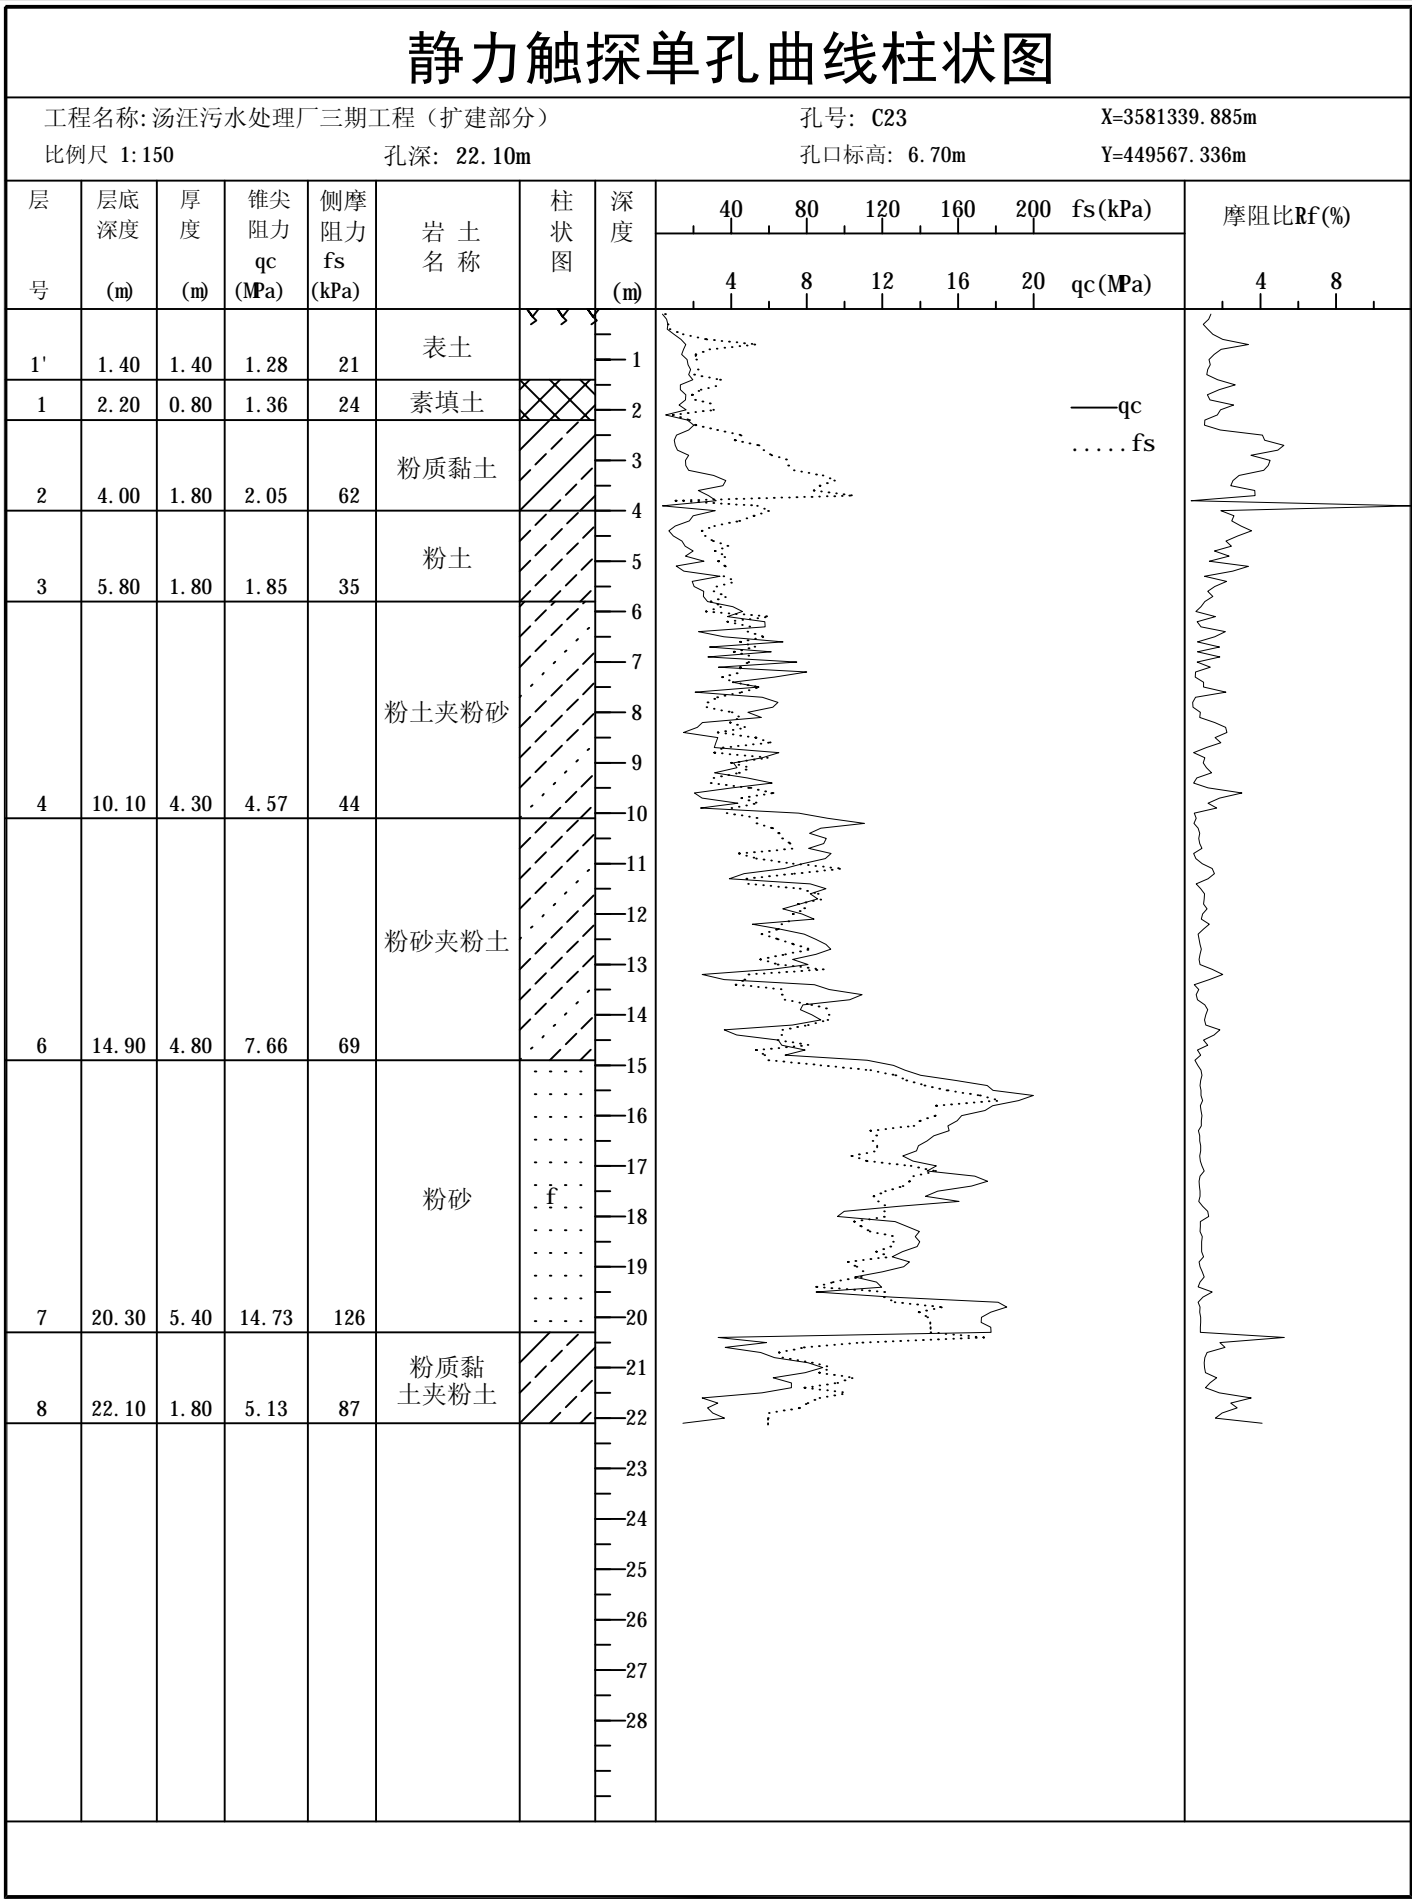 静力触探单孔曲线柱状图
工程名称: 汤汪污水处理厂三期工程（扩建部分） 孔号: C23 X=3581339.885m
比例尺 1:150 孔深: 22.10m 孔口标高: 6.70m Y=449567.336m
层号 层底深度(m) 厚度(m) 锥尖阻力qc(MPa) 侧摩阻力fs(kPa) 岩土名称 柱状图 深度(m)
40 80 120 160 200 fs(kPa)
4 8 12 16 20 qc(MPa)
摩阻比Rf(%)
4 8
1' 1.40 1.40 1.28 21 表土
1 2.20 0.80 1.36 24 素填土
2 4.00 1.80 2.05 62 粉质黏土
3 5.80 1.80 1.85 35 粉土
4 10.10 4.30 4.57 44 粉土夹粉砂
6 14.90 4.80 7.66 69 粉砂夹粉土
7 20.30 5.40 14.73 126 粉砂 f
8 22.10 1.80 5.13 87 粉质黏
土夹粉土
1
2
3
4
5
6
7
8
9
10
11
12
13
14
15
16
17
18
19
20
21
22
23
24
25
26
27
28
qc
.....fs